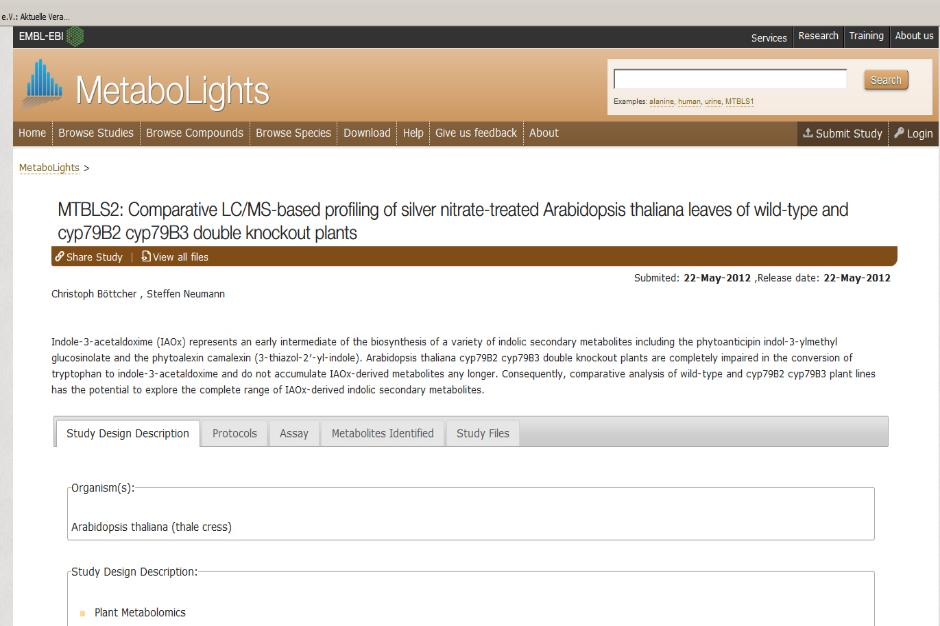 e.V.: Aktuelle Vera...
EMBL-EBI
Services Research Training About us
MetaboLights
Search
Examples: alanine, human, urine, MTBLS1
Home Browse Studies Browse Compounds Browse Species Download Help Give us feedback About Submit Study Login
MetaboLights >
MTBLS2: Comparative LC/MS-based profiling of silver nitrate-treated Arabidopsis thaliana leaves of wild-type and
cyp79B2 cyp79B3 double knockout plants
Share Study | View all files
Submited: 22-May-2012 ,Release date: 22-May-2012
Christoph Böttcher , Steffen Neumann
Indole-3-acetaldoxime (IAOx) represents an early intermediate of the biosynthesis of a variety of indolic secondary metabolites including the phytoanticipin indol-3-ylmethyl
glucosinolate and the phytoalexin camalexin (3-thiazol-2'-yl-indole). Arabidopsis thaliana cyp79B2 cyp79B3 double knockout plants are completely impaired in the conversion of
tryptophan to indole-3-acetaldoxime and do not accumulate IAOx-derived metabolites any longer. Consequently, comparative analysis of wild-type and cyp79B2 cyp79B3 plant lines
has the potential to explore the complete range of IAOx-derived indolic secondary metabolites.
Study Design Description Protocols Assay Metabolites Identified Study Files
Organism(s):
Arabidopsis thaliana (thale cress)
Study Design Description:
Plant Metabolomics